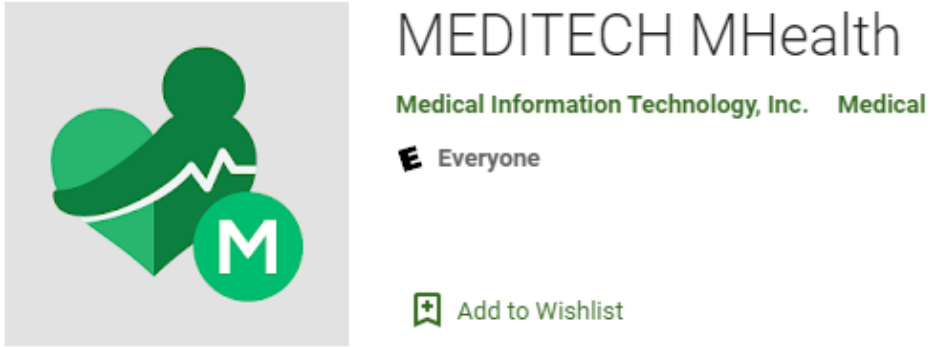 MEDITECH MHealth
Medical Information Technology, Inc. Medical
E Everyone
M
Add to Wishlist